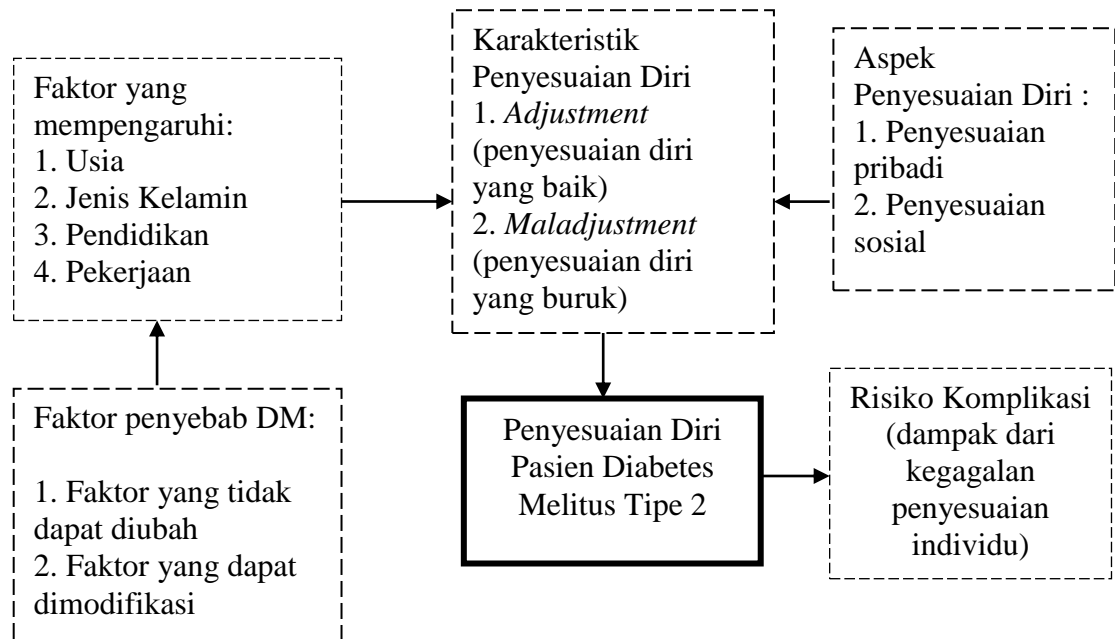 Faktor yang
mempengaruhi:
1. Usia
2. Jenis Kelamin
3. Pendidikan
4. Pekerjaan
Karakteristik
Penyesuaian Diri
1. Adjustment
(penyesuaian diri
yang baik)
2. Maladjustment
(penyesuaian diri
yang buruk)
Aspek
Penyesuaian Diri :
1. Penyesuaian
pribadi
2. Penyesuaian
sosial
Faktor penyebab DM:
1. Faktor yang tidak
dapat diubah
2. Faktor yang dapat
dimodifikasi
Penyesuaian Diri
Pasien Diabetes
Melitus Tipe 2
Risiko Komplikasi
(dampak dari
kegagalan
penyesuaian
individu)